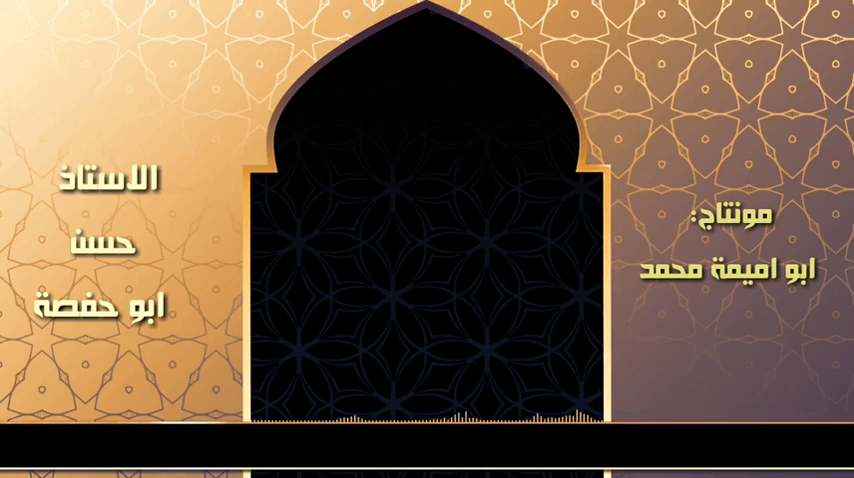 مونتاج:
ابو اميمة محمد
الاستاذ
حسن
ابو حفصة